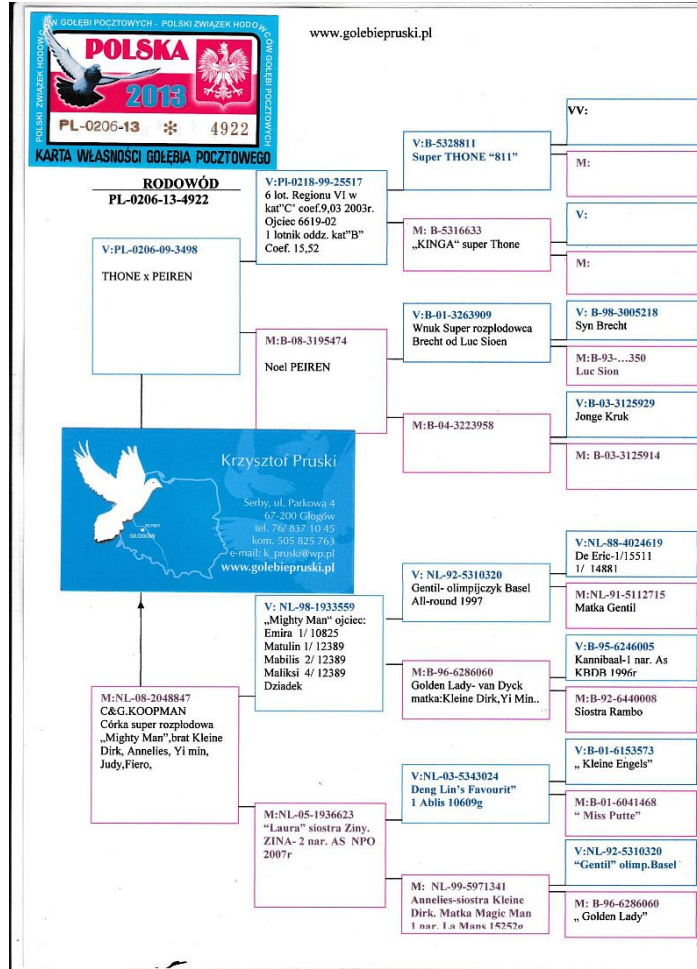 www.golebiepruski.pl
POLSKI ZWIĄZEK HODOWCÓW GOŁĘBI POCZTOWYCH - POLSKI ZWIĄZEK HODOWCÓW GOŁĘBI POCZTOWYCH
POLSKA
2013
PL-0206-13 * 4922
KARTA WŁASNOŚCI GOŁĘBIA POCZTOWEGO
RODOWÓD
PL-0206-13-4922
V:PL-0206-09-3498
THONE x PEIREN
V:Pl-0218-99-25517
6 lot. Regionu VI w
kat"C' coef.9,03 2003r.
Ojciec 6619-02
1 lotnik oddz. kat"B"
Coef. 15,52
M:B-08-3195474
Noel PEIREN
V:B-5328811
Super THONE "811"
M: B-5316633
„KINGA" super Thone
V:B-01-3263909
Wnuk Super rozpłodowca
Brecht od Luc Sioen
M:B-04-3223958
VV:
M:
V:
M:
V: B-98-3005218
Syn Brecht
M:B-93-...350
Luc Sion
V:B-03-3125929
Jonge Kruk
M: B-03-3125914
Krzysztof Pruski
Serby, ul. Parkowa 4
67-200 Głogów
tel. 76/ 837 10 45
kom. 505 825 763
e-mail: k_pruski@wp.pl
www.golebiepruski.pl
SERBY
GŁOGÓW
M:NL-08-2048847
C&G.KOOPMAN
Córka super rozpłodowa
„Mighty Man",brat Kleine
Dirk, Annelies, Yi min,
Judy,Fiero,
V: NL-98-1933559
„Mighty Man" ojciec:
Emira 1/ 10825
Matulin 1/ 12389
Mabilis 2/ 12389
Maliksi 4/ 12389
Dziadek
M:NL-05-1936623
"Laura" siostra Ziny.
ZINA- 2 nar. AS NPO
2007r
V: NL-92-5310320
Gentil- olimpijczyk Basel
All-round 1997
M:B-96-6286060
Golden Lady- van Dyck
matka:Kleine Dirk,Yi Min..
V:NL-03-5343024
Deng Lin's Favourit"
1 Ablis 10609g
M: NL-99-5971341
Annelies-siostra Kleine
Dirk. Matka Magic Man
1 nar. La Mans 15252g
V:NL-88-4024619
De Eric-1/15511
1/ 14881
M:NL-91-5112715
Matka Gentil
V:B-95-6246005
Kannibaal-1 nar. As
KBDB 1996r
M:B-92-6440008
Siostra Rambo
V:B-01-6153573
„ Kleine Engels"
M:B-01-6041468
" Miss Putte"
V:NL-92-5310320
"Gentil" olimp.Basel
M: B-96-6286060
„ Golden Lady"